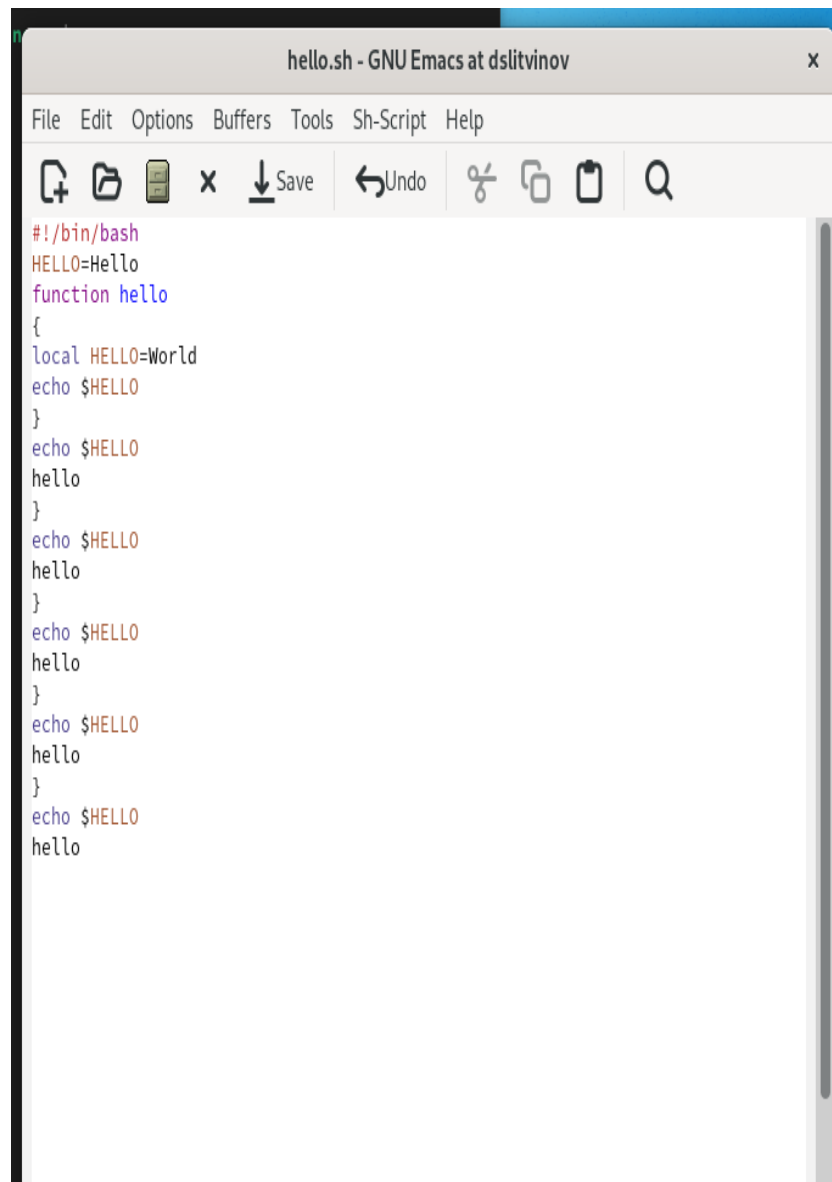 hello.sh - GNU Emacs at dslitvinov
File Edit Options Buffers Tools Sh-Script Help
Save Undo
#!/bin/bash
HELLO=Hello
function hello
{
local HELLO=World
echo $HELLO
}
echo $HELLO
hello
}
echo $HELLO
hello
}
echo $HELLO
hello
}
echo $HELLO
hello
}
echo $HELLO
hello